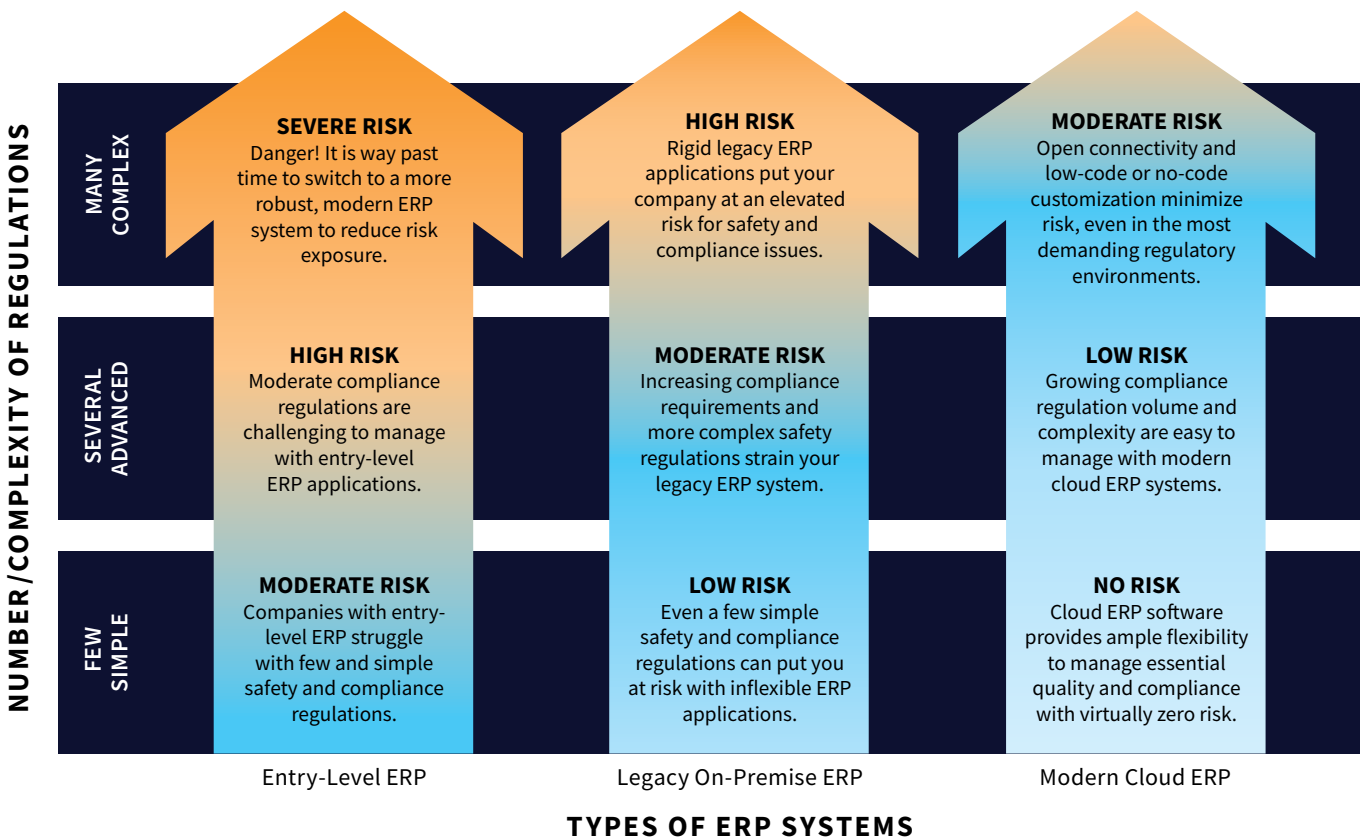 NUMBER/COMPLEXITY OF REGULATIONS
MANY
COMPLEX
SEVERE RISK
Danger! It is way past
time to switch to a more
robust, modern ERP
system to reduce risk
exposure.
HIGH RISK
Rigid legacy ERP
applications put your
company at an elevated
risk for safety and
compliance issues.
MODERATE RISK
Open connectivity and
low-code or no-code
customization minimize
risk, even in the most
demanding regulatory
environments.
SEVERAL
ADVANCED
HIGH RISK
Moderate compliance
regulations are
challenging to manage
with entry-level
ERP applications.
MODERATE RISK
Increasing compliance
requirements and
more complex safety
regulations strain your
legacy ERP system.
LOW RISK
Growing compliance
regulation volume and
complexity are easy to
manage with modern
cloud ERP systems.
FEW
SIMPLE
MODERATE RISK
Companies with entry-
level ERP struggle
with few and simple
safety and compliance
regulations.
LOW RISK
Even a few simple
safety and compliance
regulations can put you
at risk with inflexible ERP
applications.
NO RISK
Cloud ERP software
provides ample flexibility
to manage essential
quality and compliance
with virtually zero risk.
Entry-Level ERP
Legacy On-Premise ERP
Modern Cloud ERP
TYPES OF ERP SYSTEMS